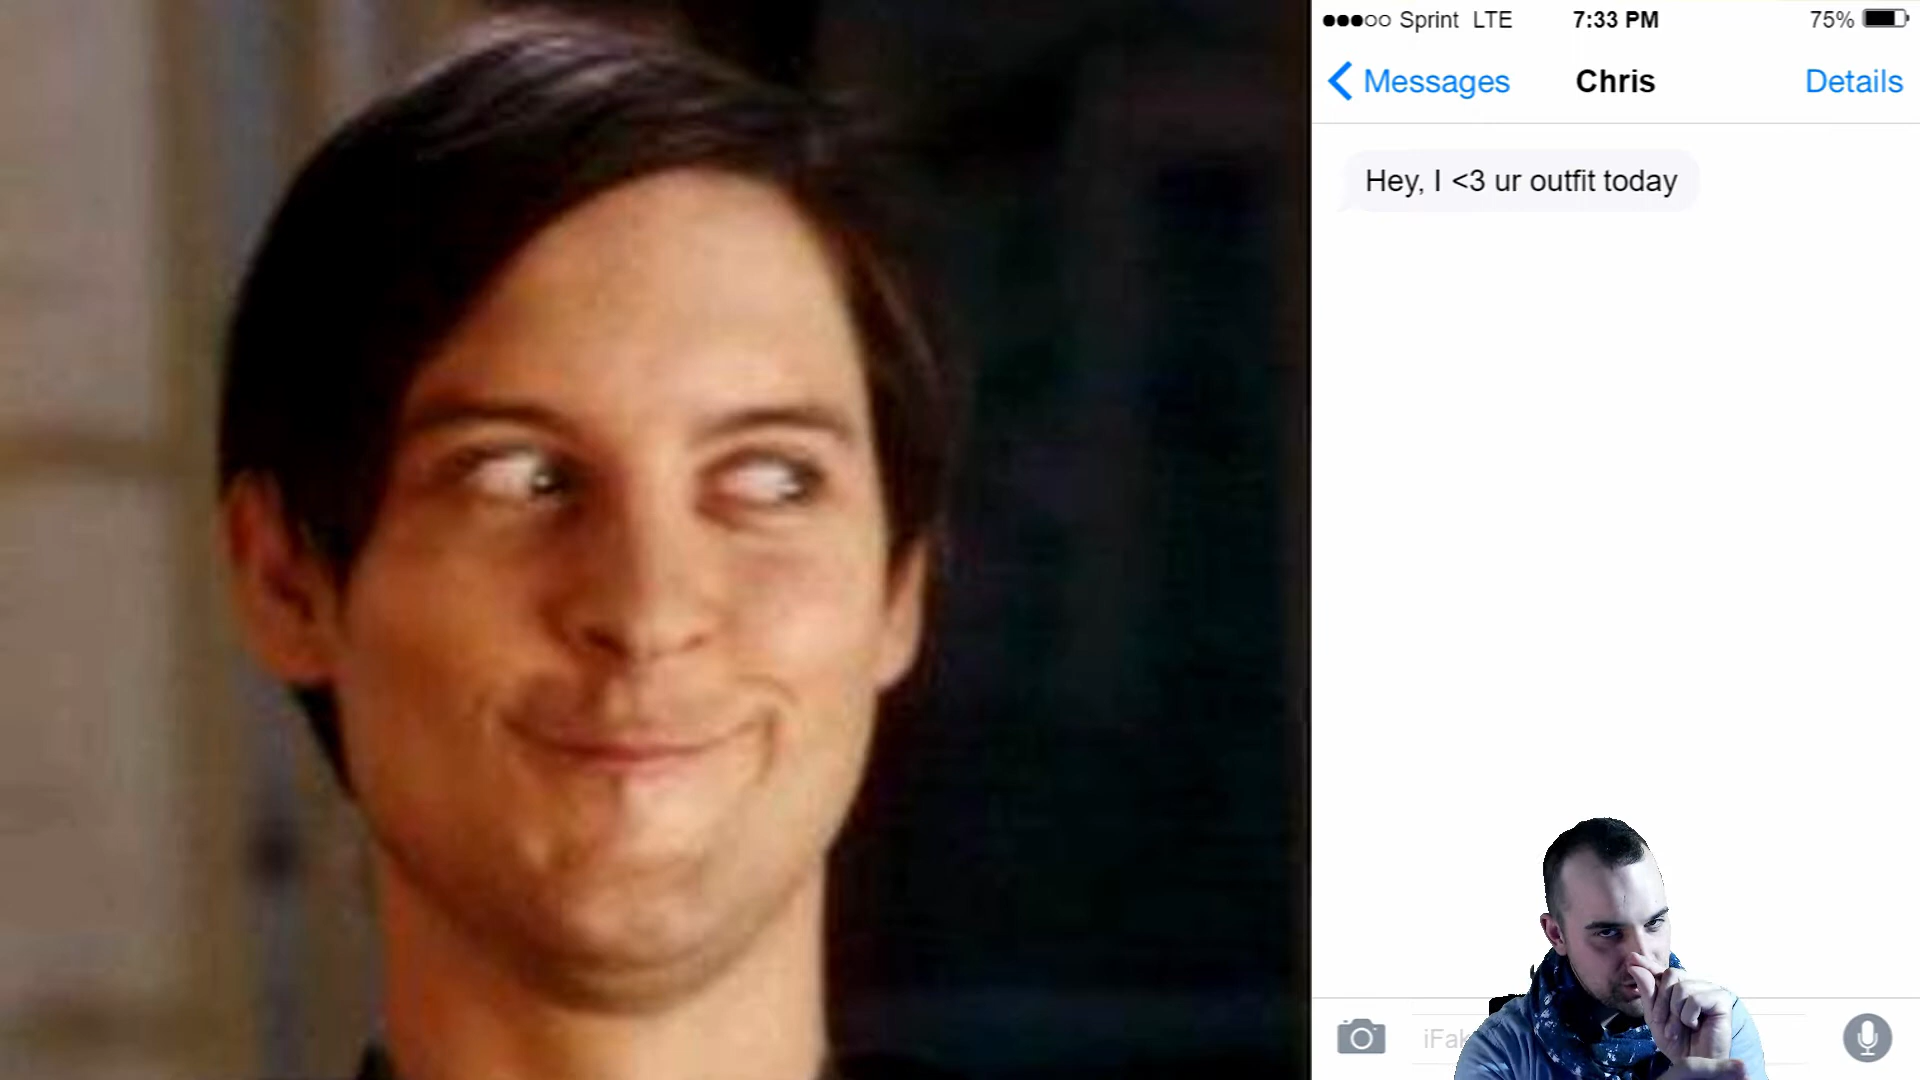 Sprint LTE 7:33 PM 75%
Messages Chris Details
Hey, I <3 ur outfit today